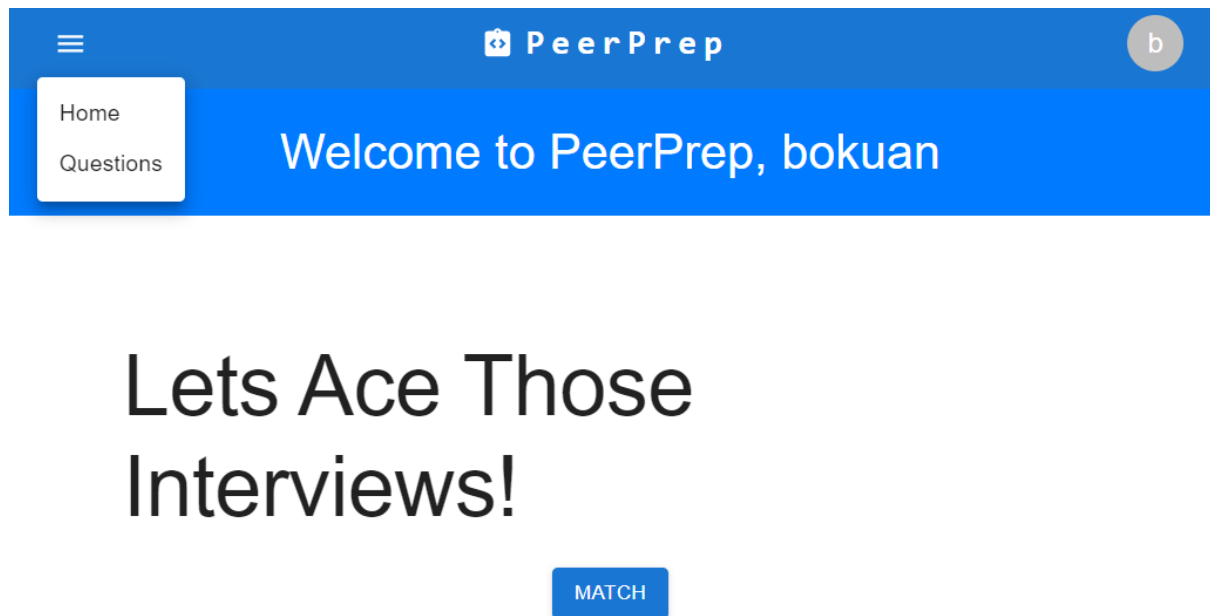 PeerPrep
b
Home
Questions
Welcome to PeerPrep, bokuan
Lets Ace Those
Interviews!
MATCH